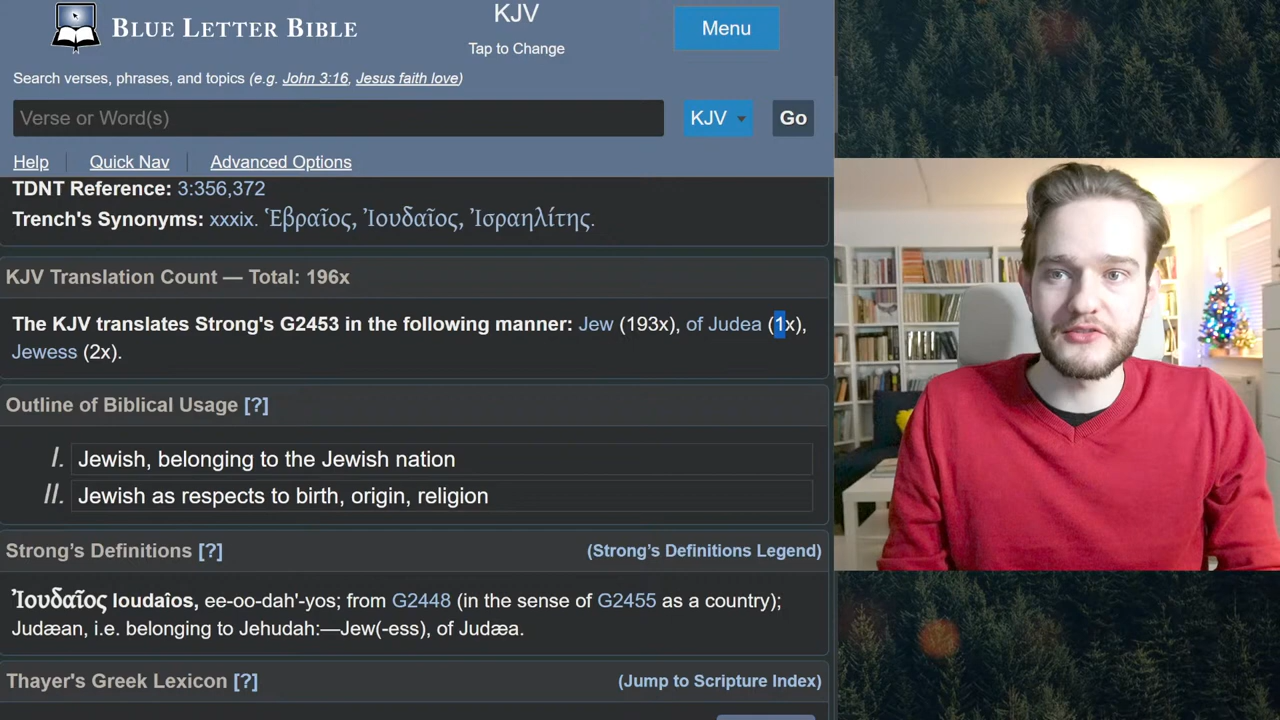 BLUE LETTER BIBLE
KJV
Tap to Change
Menu
Search verses, phrases, and topics (e.g. John 3:16, Jesus faith love)
Verse or Word(s)
KJV
Go
Help
Quick Nav
Advanced Options
TDNT Reference: 3:356,372
Trench's Synonyms: xxxix. Ἑβραῖος, Ἰουδαῖος, Ἰσραηλίτης.
KJV Translation Count — Total: 196x
The KJV translates Strong's G2453 in the following manner: Jew (193x), of Judea (1x),
Jewess (2x).
Outline of Biblical Usage [?]
I. Jewish, belonging to the Jewish nation
II. Jewish as respects to birth, origin, religion
Strong’s Definitions [?]
(Strong’s Definitions Legend)
Ἰουδαῖος Ioudaîos, ee-oo-dah'-yos; from G2448 (in the sense of G2455 as a country);
Judæan, i.e. belonging to Jehudah:—Jew(-ess), of Judæa.
Thayer's Greek Lexicon [?]
(Jump to Scripture Index)